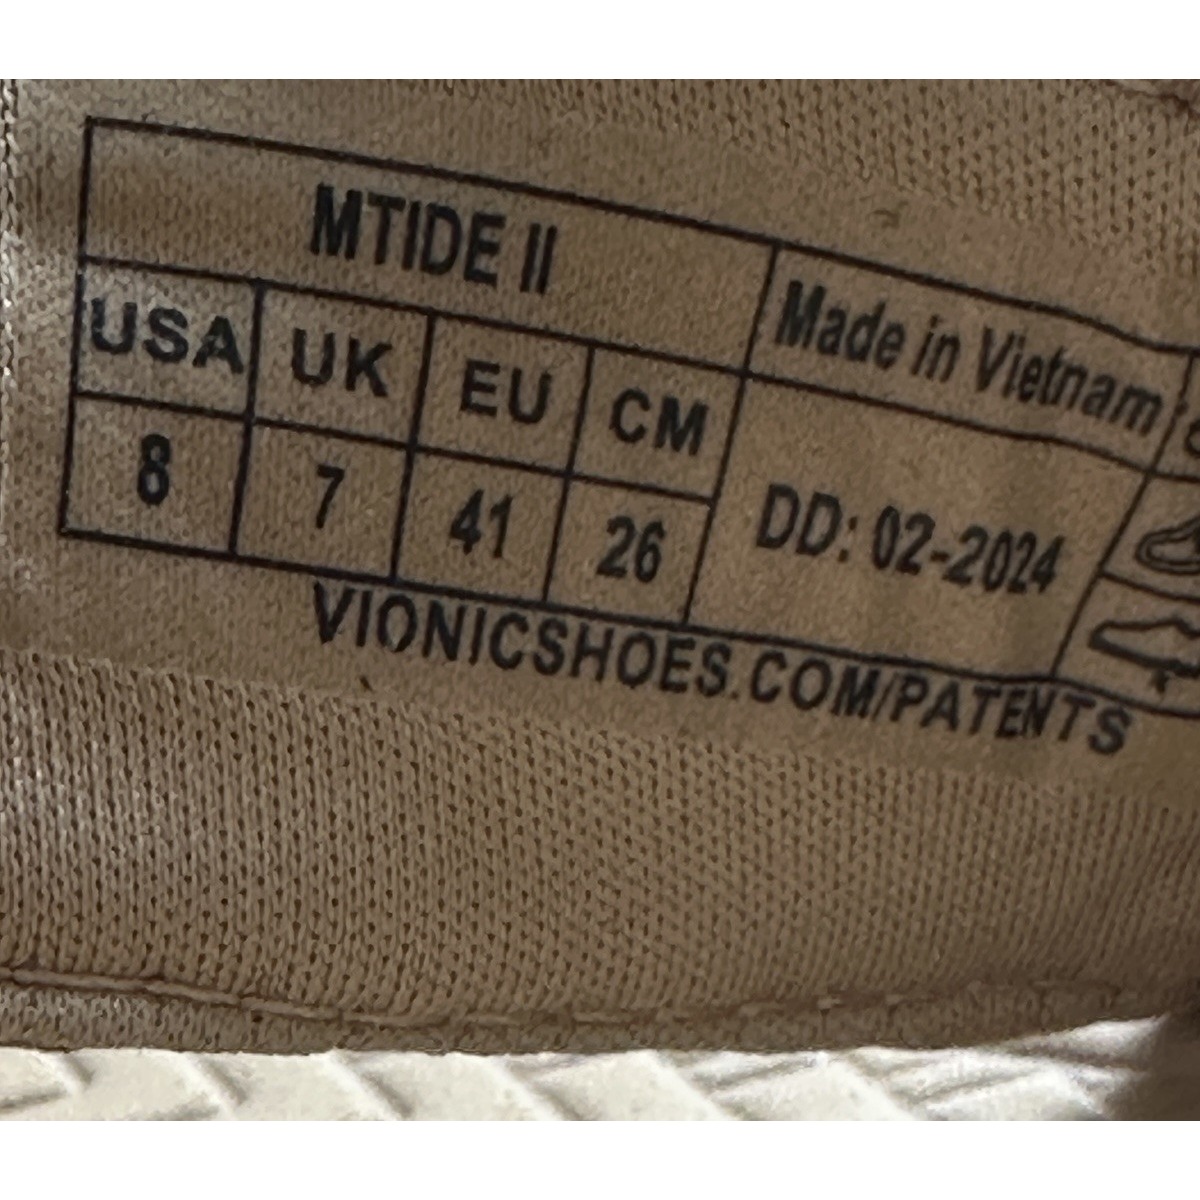 MTIDE II
Made in Vietnam
USA UK EU CM
8 7 41 26
DD: 02-2024
VIONICSHOES.COM/PATENTS